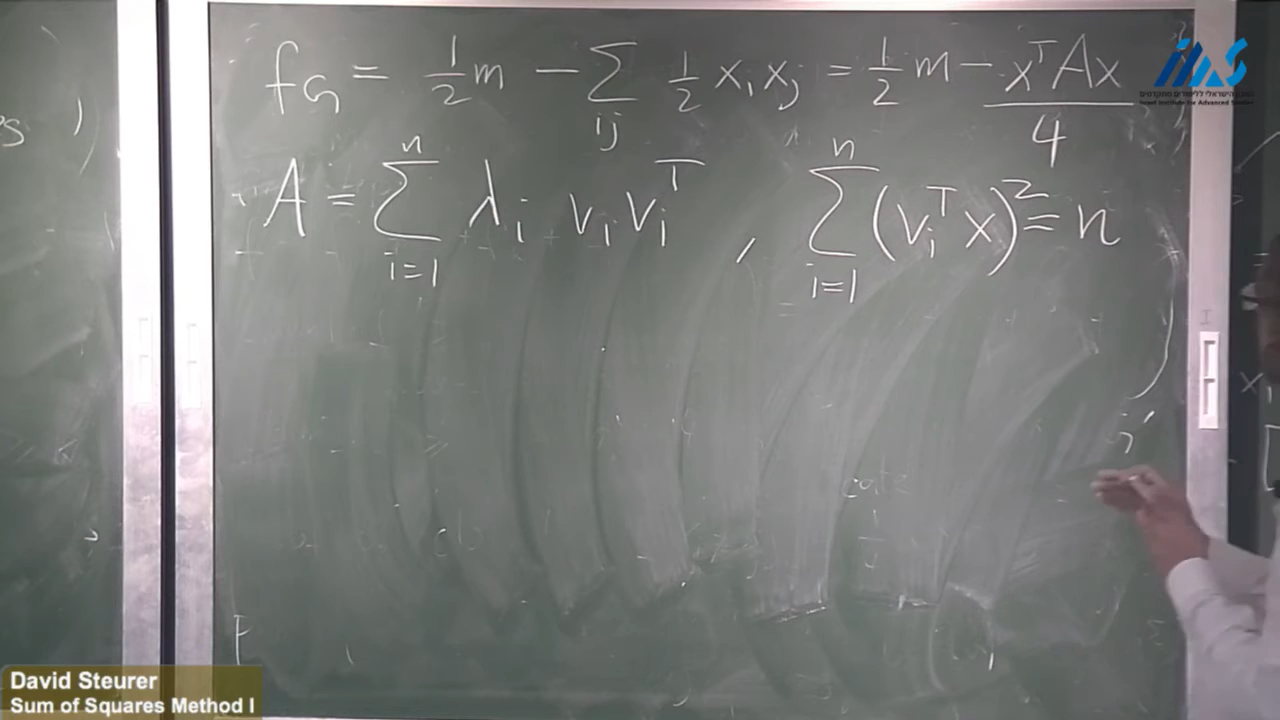 f_G = 1/2 m − Σ_{ij} 1/2 x_i x_j = 1/2 m − x^T A x / 4
A = Σ_{i=1}^{n} λ_i v_i v_i^T , Σ_{i=1}^{n} (v_i^T x)^2 = n
David Steurer
Sum of Squares Method I